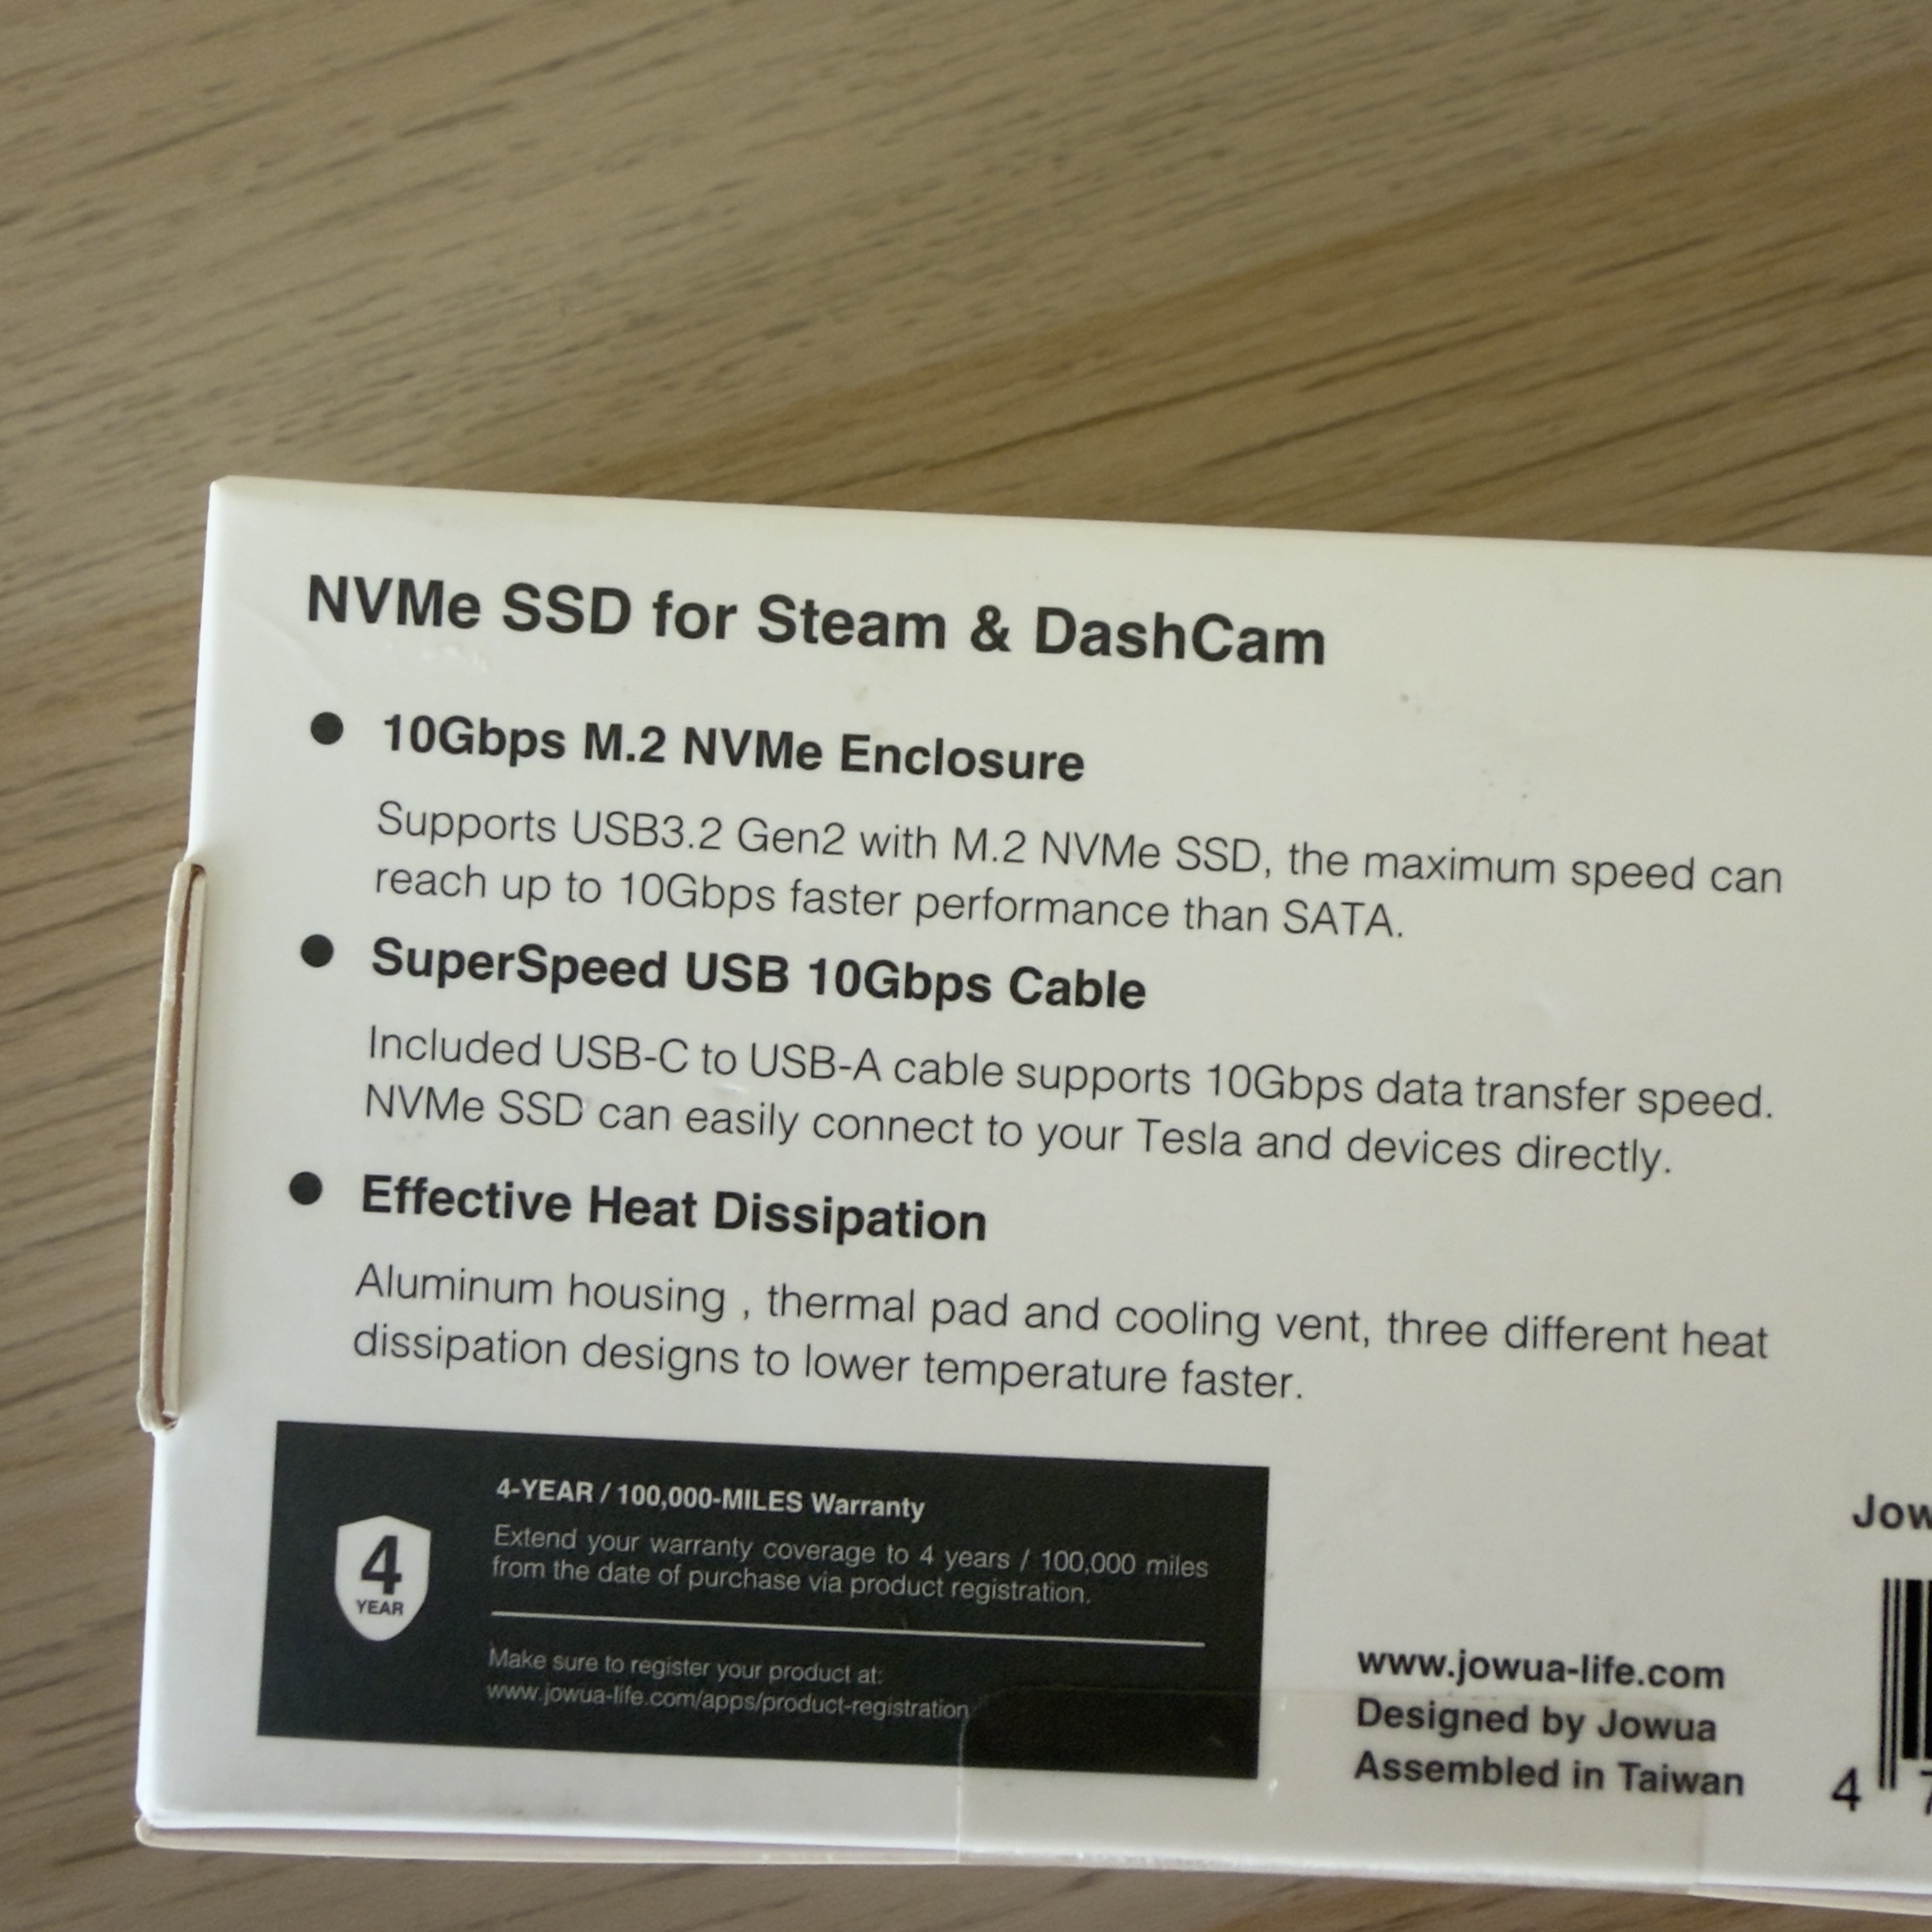 NVMe SSD for Steam & DashCam
● 10Gbps M.2 NVMe Enclosure
Supports USB3.2 Gen2 with M.2 NVMe SSD, the maximum speed can
reach up to 10Gbps faster performance than SATA.
● SuperSpeed USB 10Gbps Cable
Included USB-C to USB-A cable supports 10Gbps data transfer speed.
NVMe SSD can easily connect to your Tesla and devices directly.
● Effective Heat Dissipation
Aluminum housing , thermal pad and cooling vent, three different heat
dissipation designs to lower temperature faster.
4
YEAR
4-YEAR / 100,000-MILES Warranty
Extend your warranty coverage to 4 years / 100,000 miles
from the date of purchase via product registration.
Make sure to register your product at:
www.jowua-life.com/apps/product-registration
www.jowua-life.com
Designed by Jowua
Assembled in Taiwan
Jow
4 7